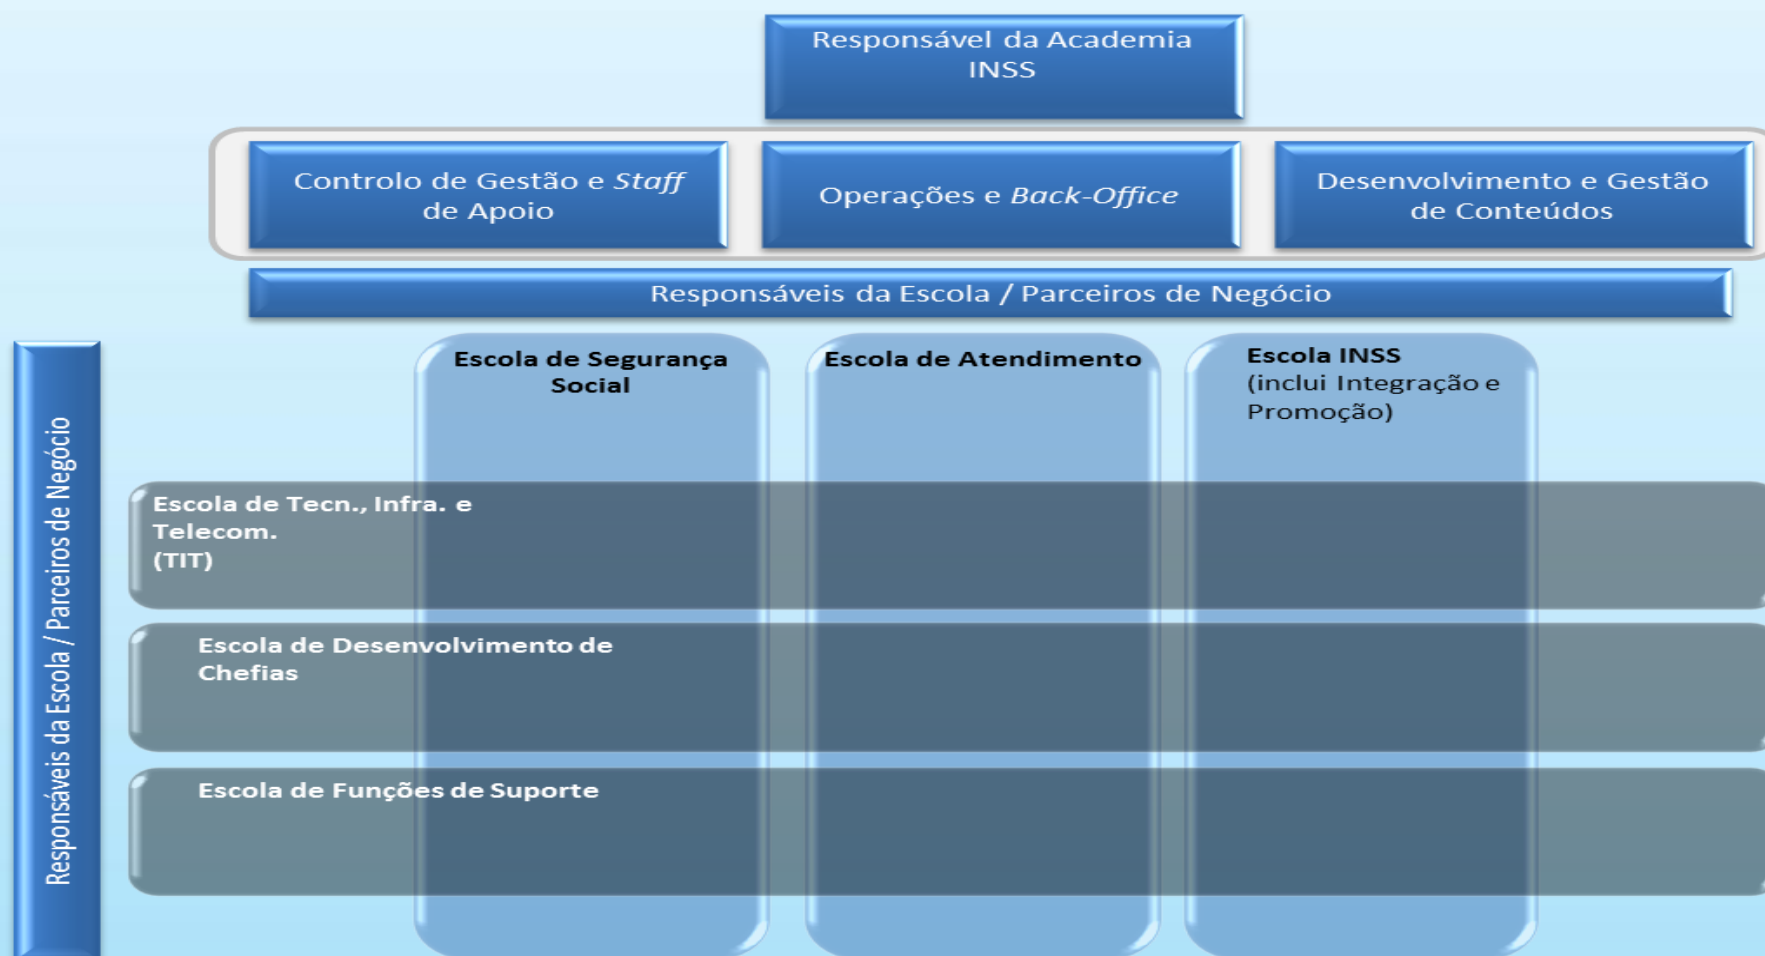 Responsável da Academia
INSS
Controlo de Gestão e Staff
de Apoio
Operações e Back-Office
Desenvolvimento e Gestão
de Conteúdos
Responsáveis da Escola / Parceiros de Negócio
Responsáveis da Escola / Parceiros de Negócio
Escola de Segurança
Social
Escola de Atendimento
Escola INSS
(inclui Integração e
Promoção)
Escola de Tecn., Infra. e
Telecom.
(TIT)
Escola de Desenvolvimento de
Chefias
Escola de Funções de Suporte